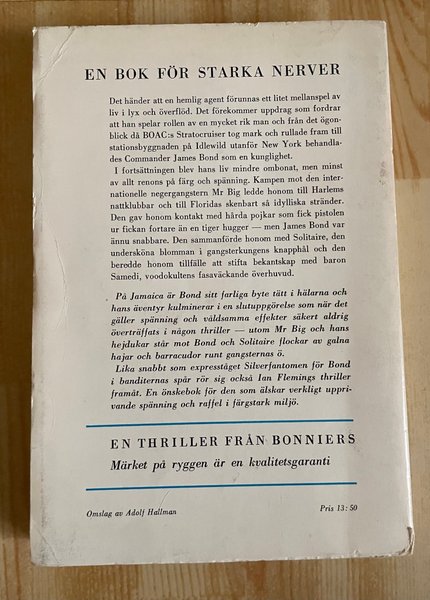 EN BOK FÖR STARKA NERVER
Det händer att en hemlig agent förunnas ett litet mellanspel av
liv i lyx och överflöd. Det förekommer uppdrag som fordrar
att han spelar rollen av en mycket rik man och från det ögon-
blick då BOAC:s Stratocruiser tog mark och rullade fram till
stationsbyggnaden på Idlewild utanför New York behandla-
des Commander James Bond som en kunglighet.
I fortsättningen blev hans liv mindre ombonat, men minst
av allt renons på färg och spänning. Kampen mot den inter-
nationelle negergangstern Mr Big ledde honom till Harlems
nattklubbar och till Floridas skenbart så idylliska stränder.
Den gav honom kontakt med hårda pojkar som fick pistolen
ur fickan fortare än en tiger hugger — men James Bond var
ännu snabbare. Den sammanförde honom med Solitaire, den
undersköna blomman i gangsterkungens knapphål och den
beredde honom tillfälle att stifta bekantskap med baron
Samedi, voodokultens fasaväckande överhuvud.
På Jamaica är Bond sitt farliga byte tätt i hälarna och
hans äventyr kulminerar i en slutuppgörelse som när det
gäller spänning och våldsamma effekter säkert aldrig
överträffats i någon thriller — utom Mr Big och hans
hejdukar står mot Bond och Solitaire flockar av galna
hajar och barracudor runt gangsternas ö.
Lika snabbt som expresståget Silverfantomen för Bond
i banditernas spår rör sig också Ian Flemings thriller
framåt. En önskebok för den som älskar verkligt uppri-
vande spänning och raffel i färgstark miljö.
EN THRILLER FRÅN BONNIERS
Märket på ryggen är en kvalitetsgaranti
Omslag av Adolf Hallman
Pris 13:50